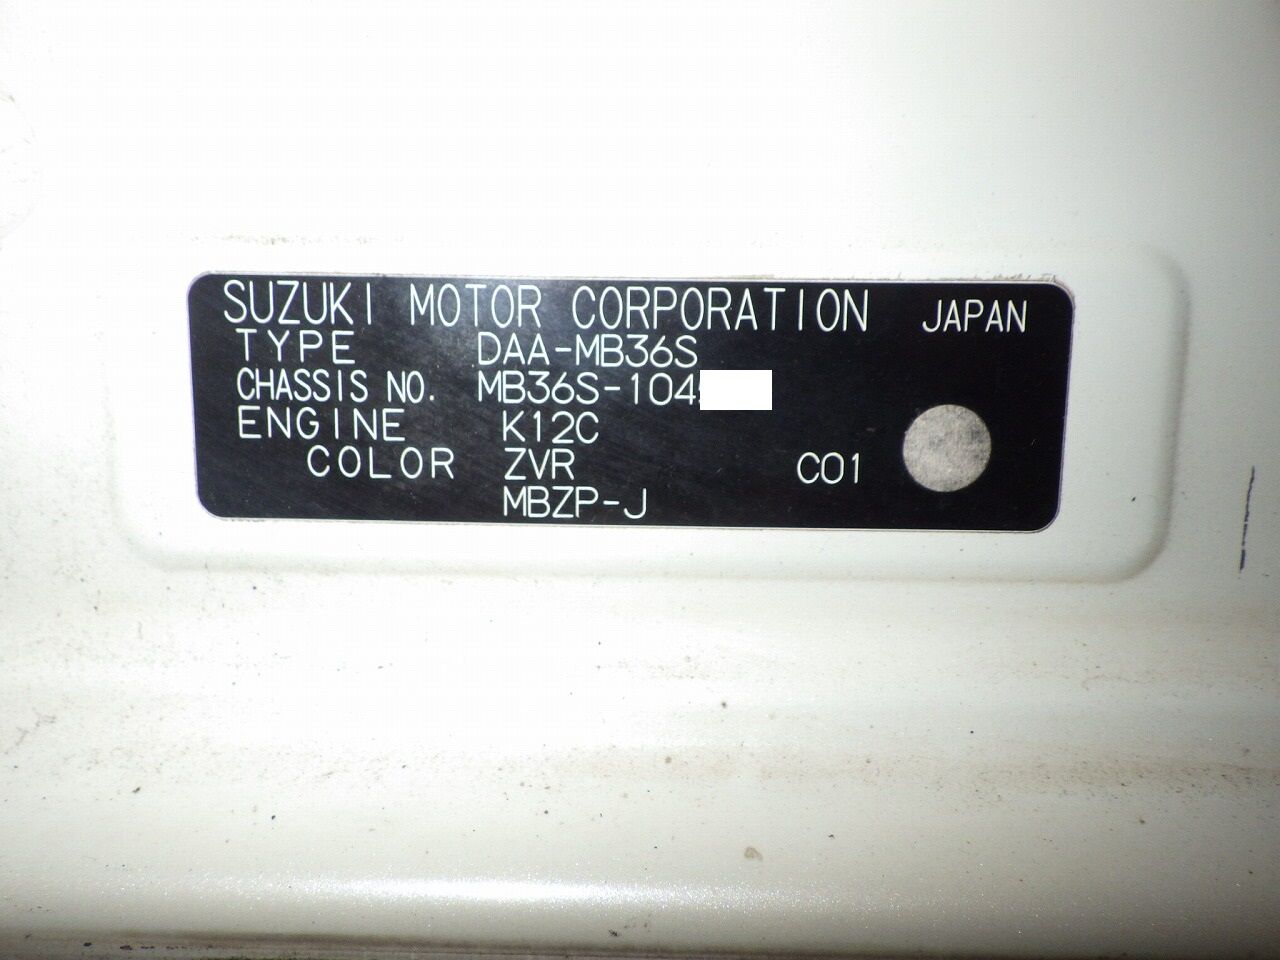 SUZUKI MOTOR CORPORATION JAPAN
TYPE DAA-MB36S
CHASSIS NO. MB36S-104
ENGINE K12C
COLOR ZVR C01
MBZP-J